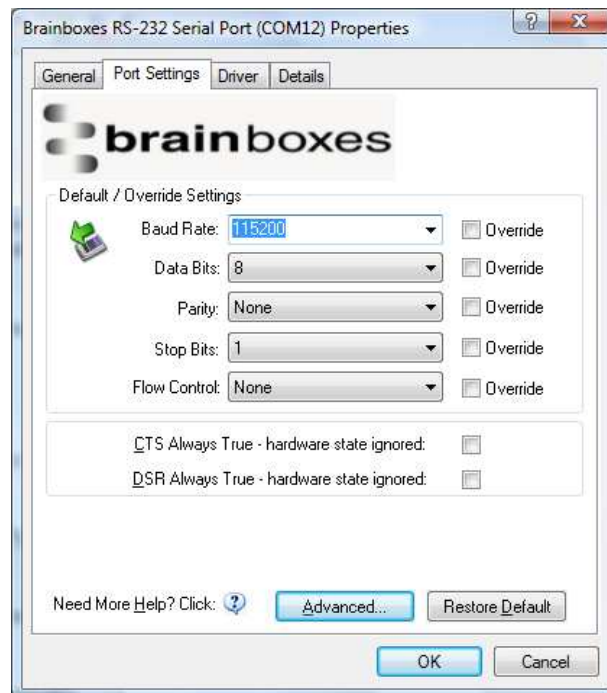 Brainboxes RS-232 Serial Port (COM12) Properties
General Port Settings Driver Details
brainboxes
Default / Override Settings
Baud Rate: 115200 Override
Data Bits: 8 Override
Parity: None Override
Stop Bits: 1 Override
Flow Control: None Override
CTS Always True - hardware state ignored:
DSR Always True - hardware state ignored:
Need More Help? Click: ? Advanced... Restore Default
OK Cancel